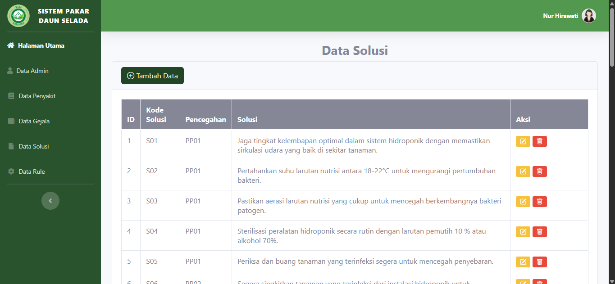 SISTEM PAKAR
DAUN SELADA
Nur Hirawati
Halaman Utama
Data Admin
Data Penyakit
Data Gejala
Data Solusi
Data Rule
Data Solusi
Tambah Data
ID Kode Solusi Pencegahan Solusi Aksi
1 S01 PP01 Jaga tingkat kelembapan optimal dalam sistem hidroponik dengan memastikan
sirkulasi udara yang baik di sekitar tanaman.
2 S02 PP01 Pertahankan suhu larutan nutrisi antara 18-22°C untuk mengurangi pertumbuhan
bakteri.
3 S03 PP01 Pastikan aerasi larutan nutrisi yang cukup untuk mencegah berkembangnya bakteri
patogen.
4 S04 PP01 Sterilisasi peralatan hidroponik secara rutin dengan larutan pemutih 10 % atau
alkohol 70%.
5 S05 PP01 Periksa dan buang tanaman yang terinfeksi segera untuk mencegah penyebaran.